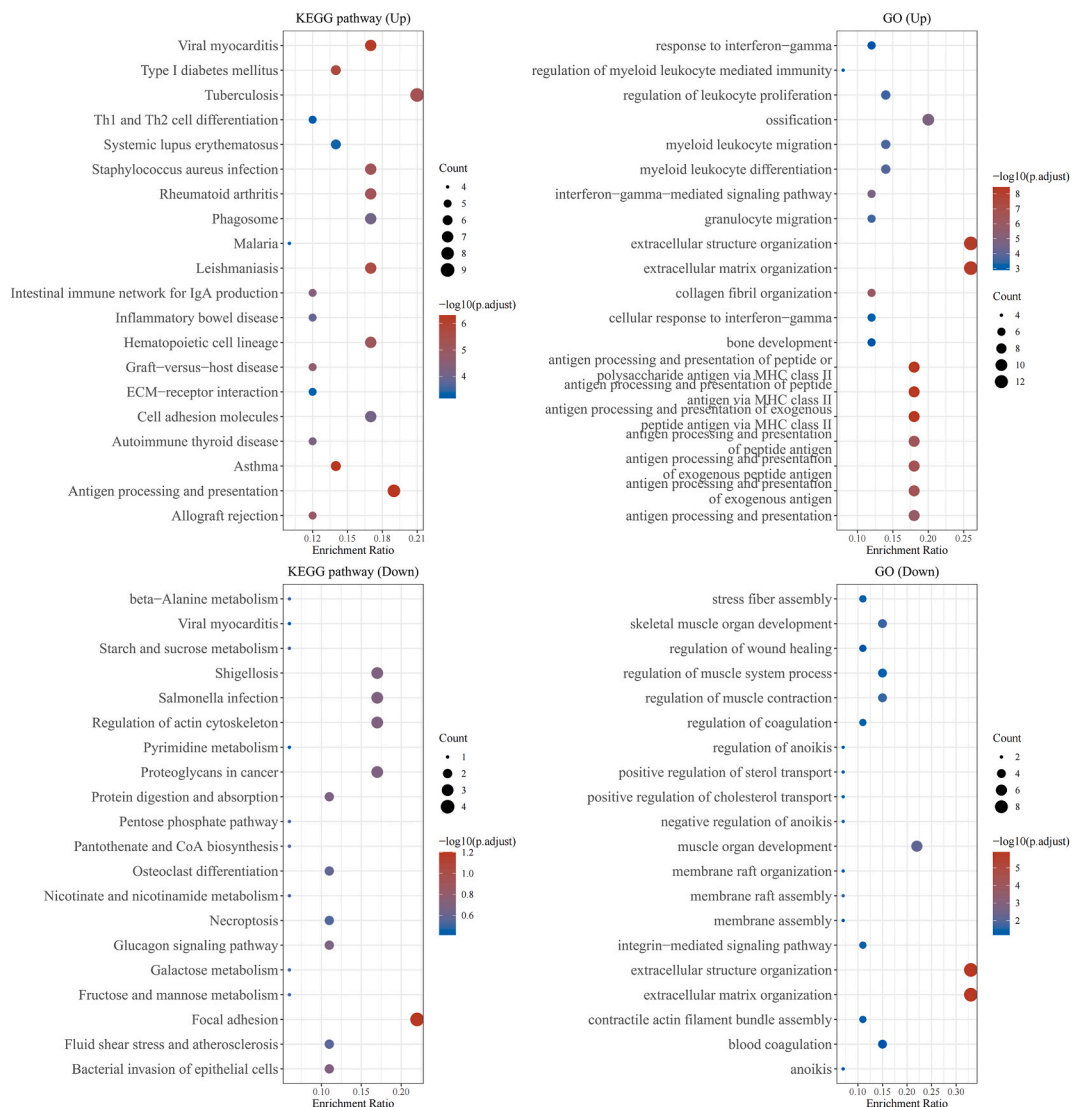 KEGG pathway (Up)
Viral myocarditis
Type I diabetes mellitus
Tuberculosis
Th1 and Th2 cell differentiation
Systemic lupus erythematosus
Staphylococcus aureus infection
Rheumatoid arthritis
Phagosome
Malaria
Leishmaniasis
Intestinal immune network for IgA production
Inflammatory bowel disease
Hematopoietic cell lineage
Graft−versus−host disease
ECM−receptor interaction
Cell adhesion molecules
Autoimmune thyroid disease
Asthma
Antigen processing and presentation
Allograft rejection
0.12 0.15 0.18 0.21
Enrichment Ratio
Count
4
5
6
7
8
9
−log10(p.adjust)
6
5
4
GO (Up)
response to interferon−gamma
regulation of myeloid leukocyte mediated immunity
regulation of leukocyte proliferation
ossification
myeloid leukocyte migration
myeloid leukocyte differentiation
interferon−gamma−mediated signaling pathway
granulocyte migration
extracellular structure organization
extracellular matrix organization
collagen fibril organization
cellular response to interferon−gamma
bone development
antigen processing and presentation of peptide or
polysaccharide antigen via MHC class II
antigen processing and presentation of peptide
antigen via MHC class II
antigen processing and presentation of exogenous
peptide antigen via MHC class II
antigen processing and presentation
of peptide antigen
antigen processing and presentation
of exogenous peptide antigen
antigen processing and presentation
of exogenous antigen
antigen processing and presentation
0.10 0.15 0.20 0.25
Enrichment Ratio
−log10(p.adjust)
8
7
6
5
4
3
Count
4
6
8
10
12
KEGG pathway (Down)
beta−Alanine metabolism
Viral myocarditis
Starch and sucrose metabolism
Shigellosis
Salmonella infection
Regulation of actin cytoskeleton
Pyrimidine metabolism
Proteoglycans in cancer
Protein digestion and absorption
Pentose phosphate pathway
Pantothenate and CoA biosynthesis
Osteoclast differentiation
Nicotinate and nicotinamide metabolism
Necroptosis
Glucagon signaling pathway
Galactose metabolism
Fructose and mannose metabolism
Focal adhesion
Fluid shear stress and atherosclerosis
Bacterial invasion of epithelial cells
0.10 0.15 0.20
Enrichment Ratio
Count
1
2
3
4
−log10(p.adjust)
1.2
1.0
0.8
0.6
GO (Down)
stress fiber assembly
skeletal muscle organ development
regulation of wound healing
regulation of muscle system process
regulation of muscle contraction
regulation of coagulation
regulation of anoikis
positive regulation of sterol transport
positive regulation of cholesterol transport
negative regulation of anoikis
muscle organ development
membrane raft organization
membrane raft assembly
membrane assembly
integrin−mediated signaling pathway
extracellular structure organization
extracellular matrix organization
contractile actin filament bundle assembly
blood coagulation
anoikis
0.10 0.15 0.20 0.25 0.30
Enrichment Ratio
Count
2
4
6
8
−log10(p.adjust)
5
4
3
2